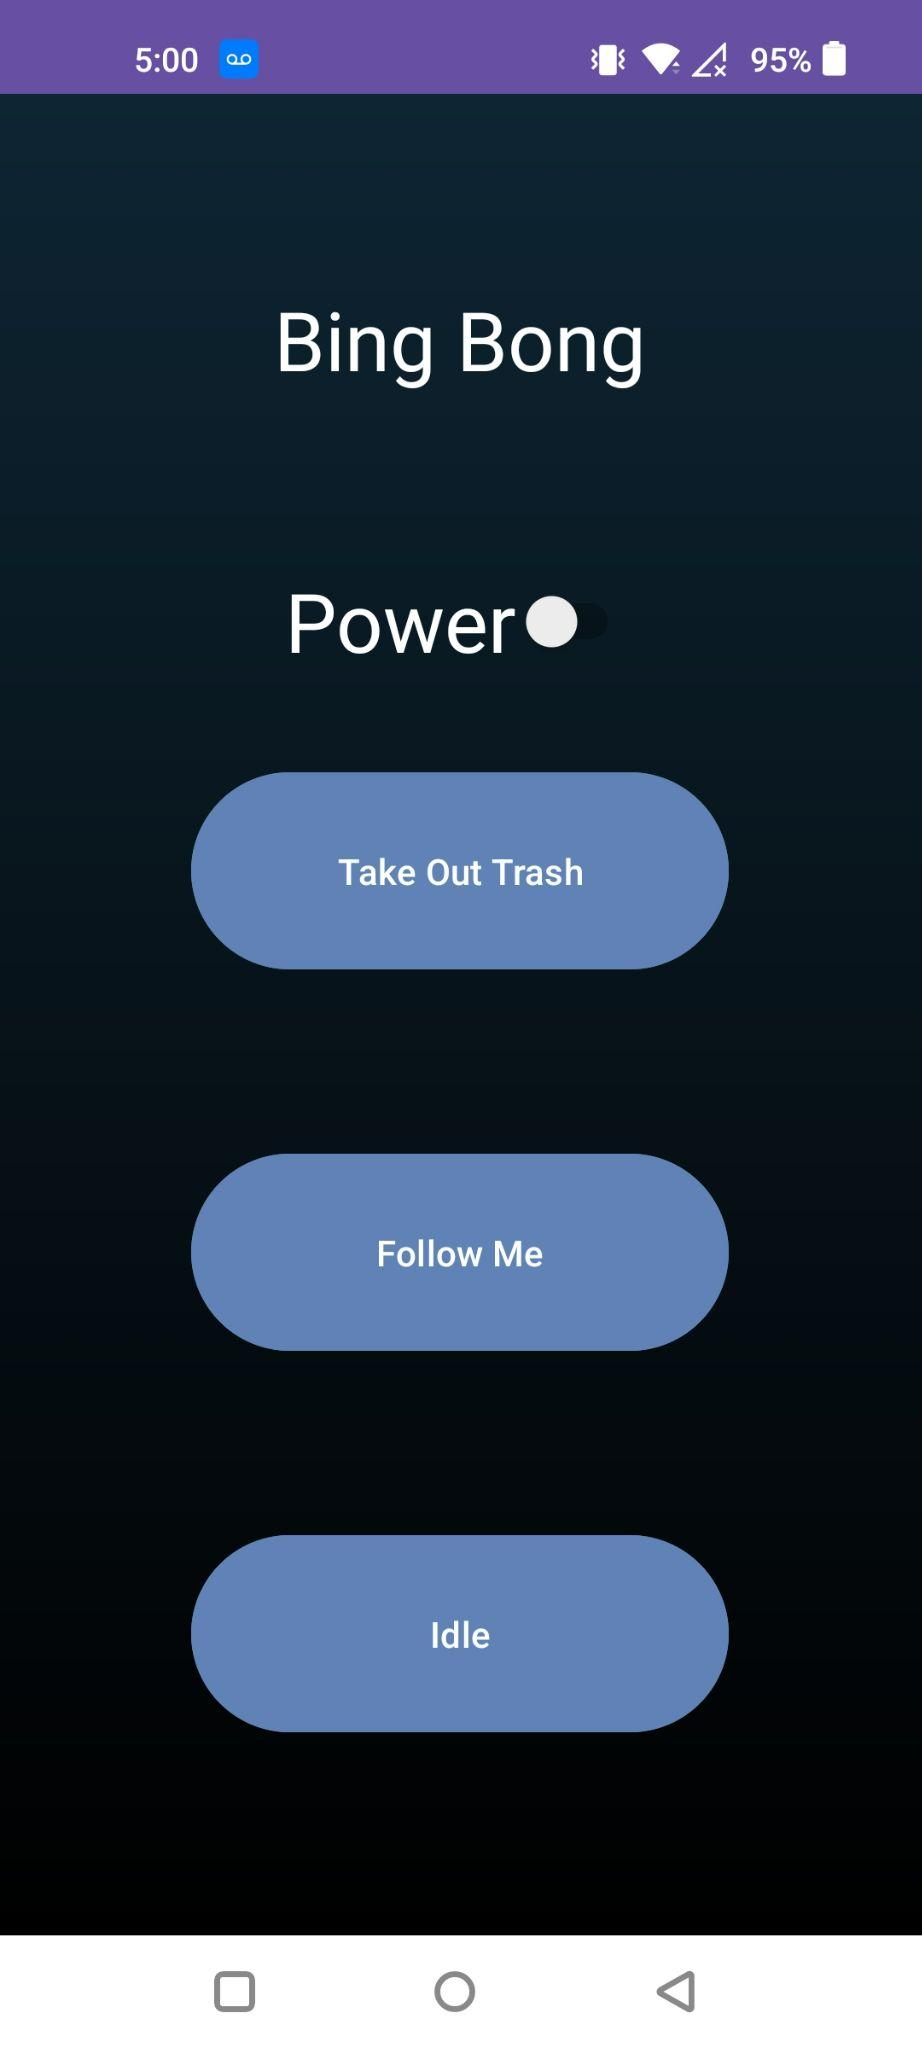 5:00
95%
Bing Bong
Power
Take Out Trash
Follow Me
Idle